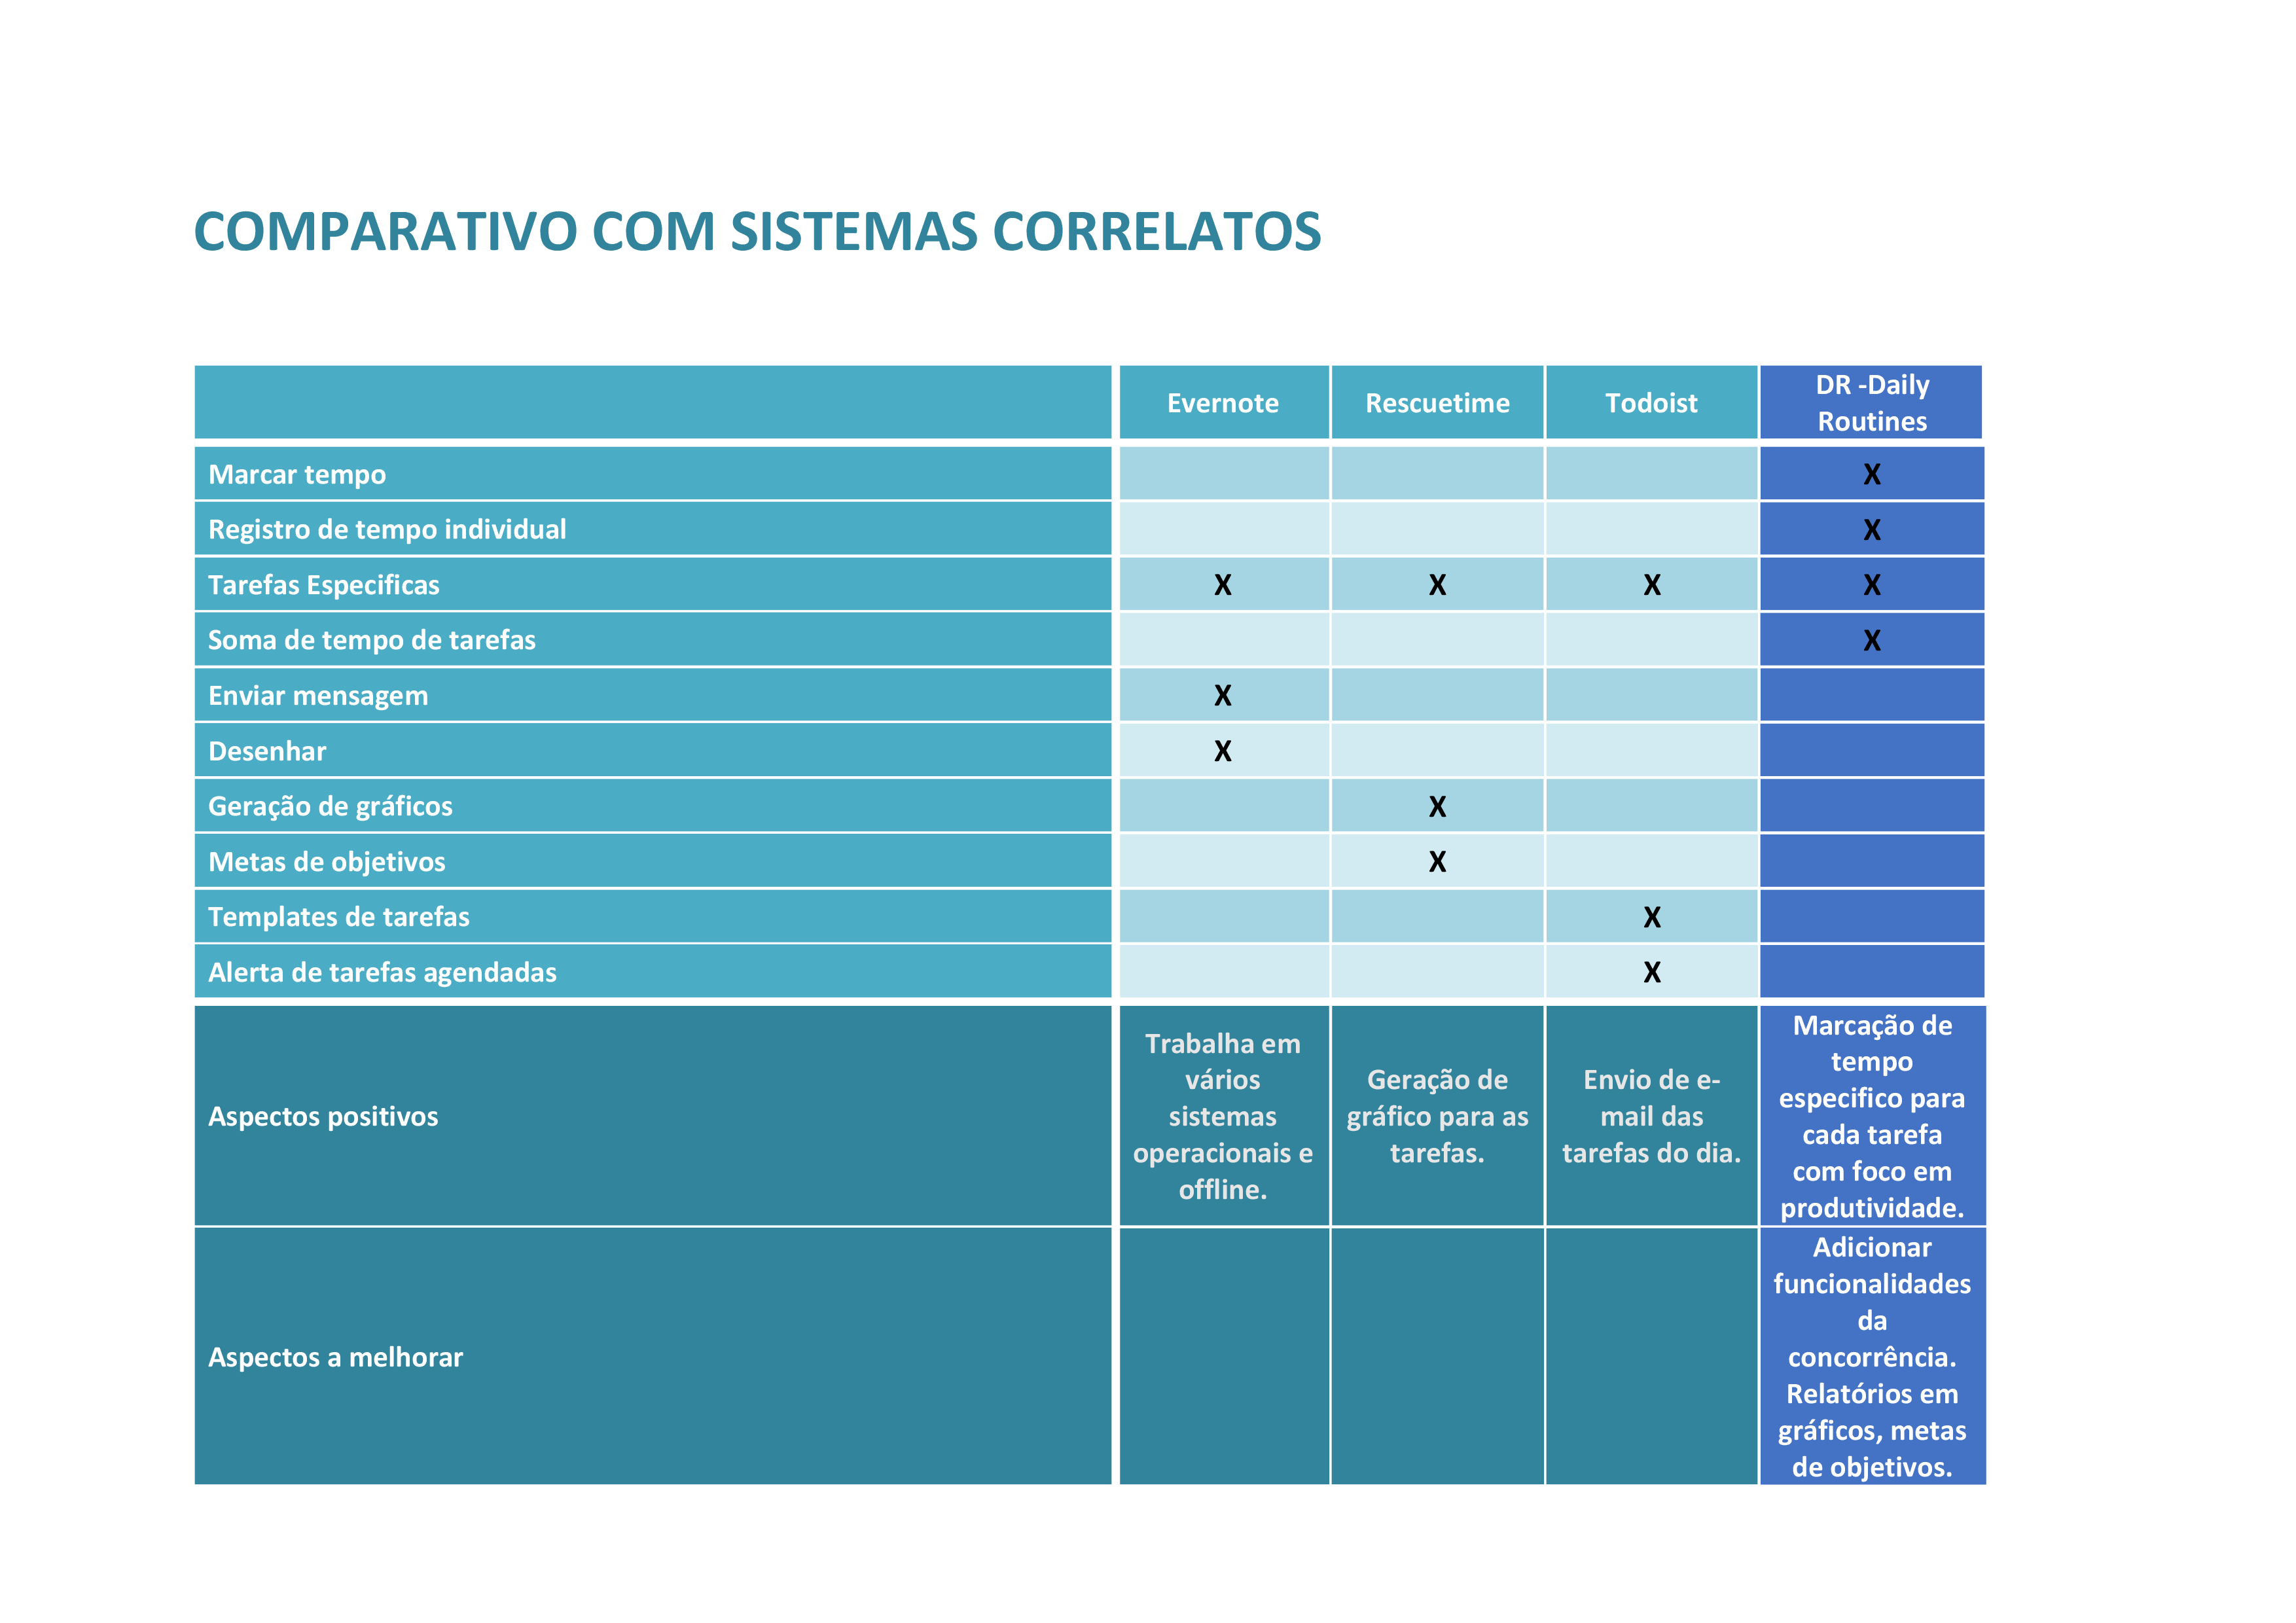 COMPARATIVO COM SISTEMAS CORRELATOS
Evernote Rescuetime Todoist DR -Daily
Routines
Marcar tempo X
Registro de tempo individual X
Tarefas Especificas X X X X
Soma de tempo de tarefas X
Enviar mensagem X
Desenhar X
Geração de gráficos X
Metas de objetivos X
Templates de tarefas X
Alerta de tarefas agendadas X
Aspectos positivos
Trabalha em
vários
sistemas
operacionais e
offline.
Geração de
gráfico para as
tarefas.
Envio de e-
mail das
tarefas do dia.
Marcação de
tempo
especifico para
cada tarefa
com foco em
produtividade.
Aspectos a melhorar
Adicionar
funcionalidades
da
concorrência.
Relatórios em
gráficos, metas
de objetivos.